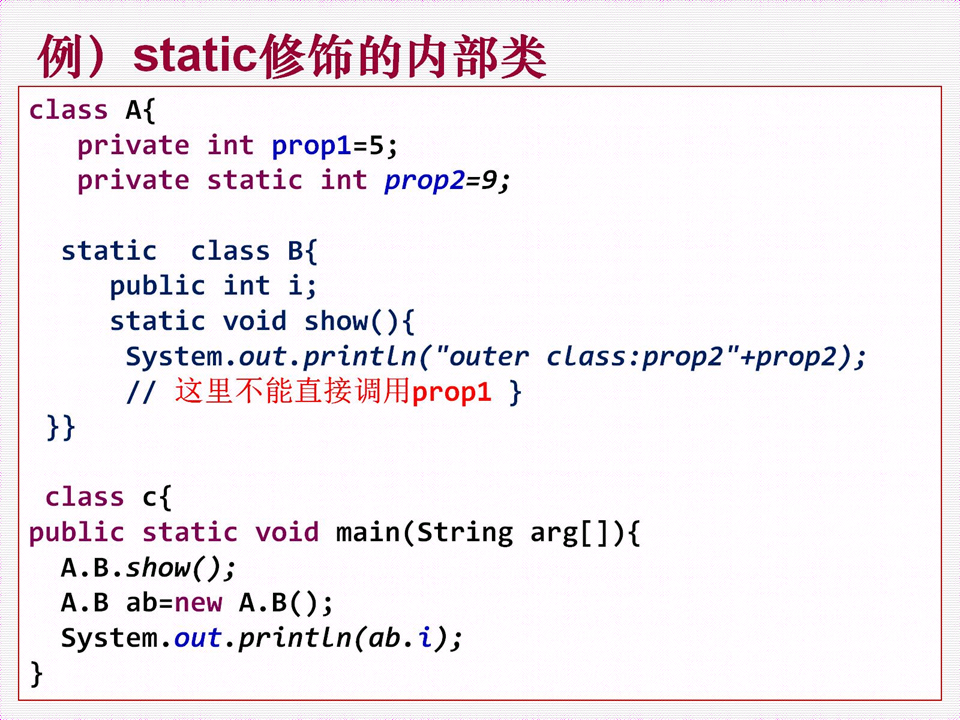 例）static修饰的内部类
class A{
   private int prop1=5;
   private static int prop2=9;
  static  class B{
     public int i;
     static void show(){
      System.out.println("outer class:prop2"+prop2);
      // 这里不能直接调用prop1 }
 }}
 class c{
public static void main(String arg[]){
  A.B.show();
  A.B ab=new A.B();
  System.out.println(ab.i);
}